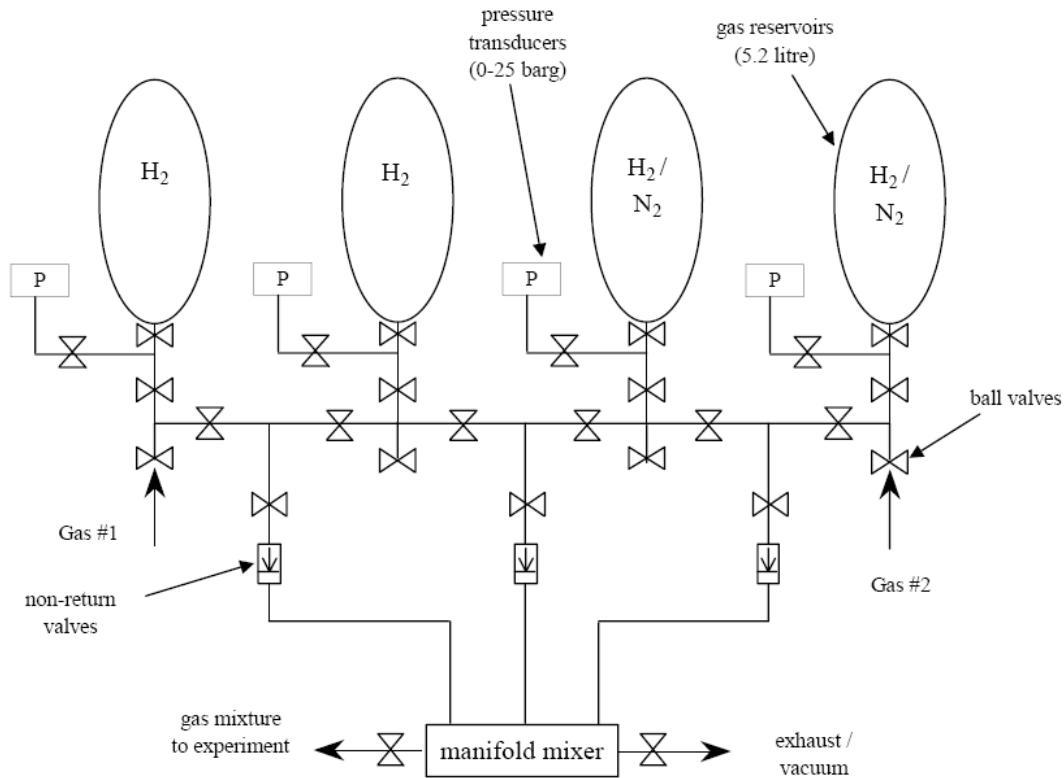 pressure
transducers
(0-25 barg)
gas reservoirs
(5.2 litre)
H2
H2
H2 /
N2
H2 /
N2
P
P
P
P
ball valves
Gas #1
Gas #2
non-return
valves
gas mixture
to experiment
manifold mixer
exhaust /
vacuum